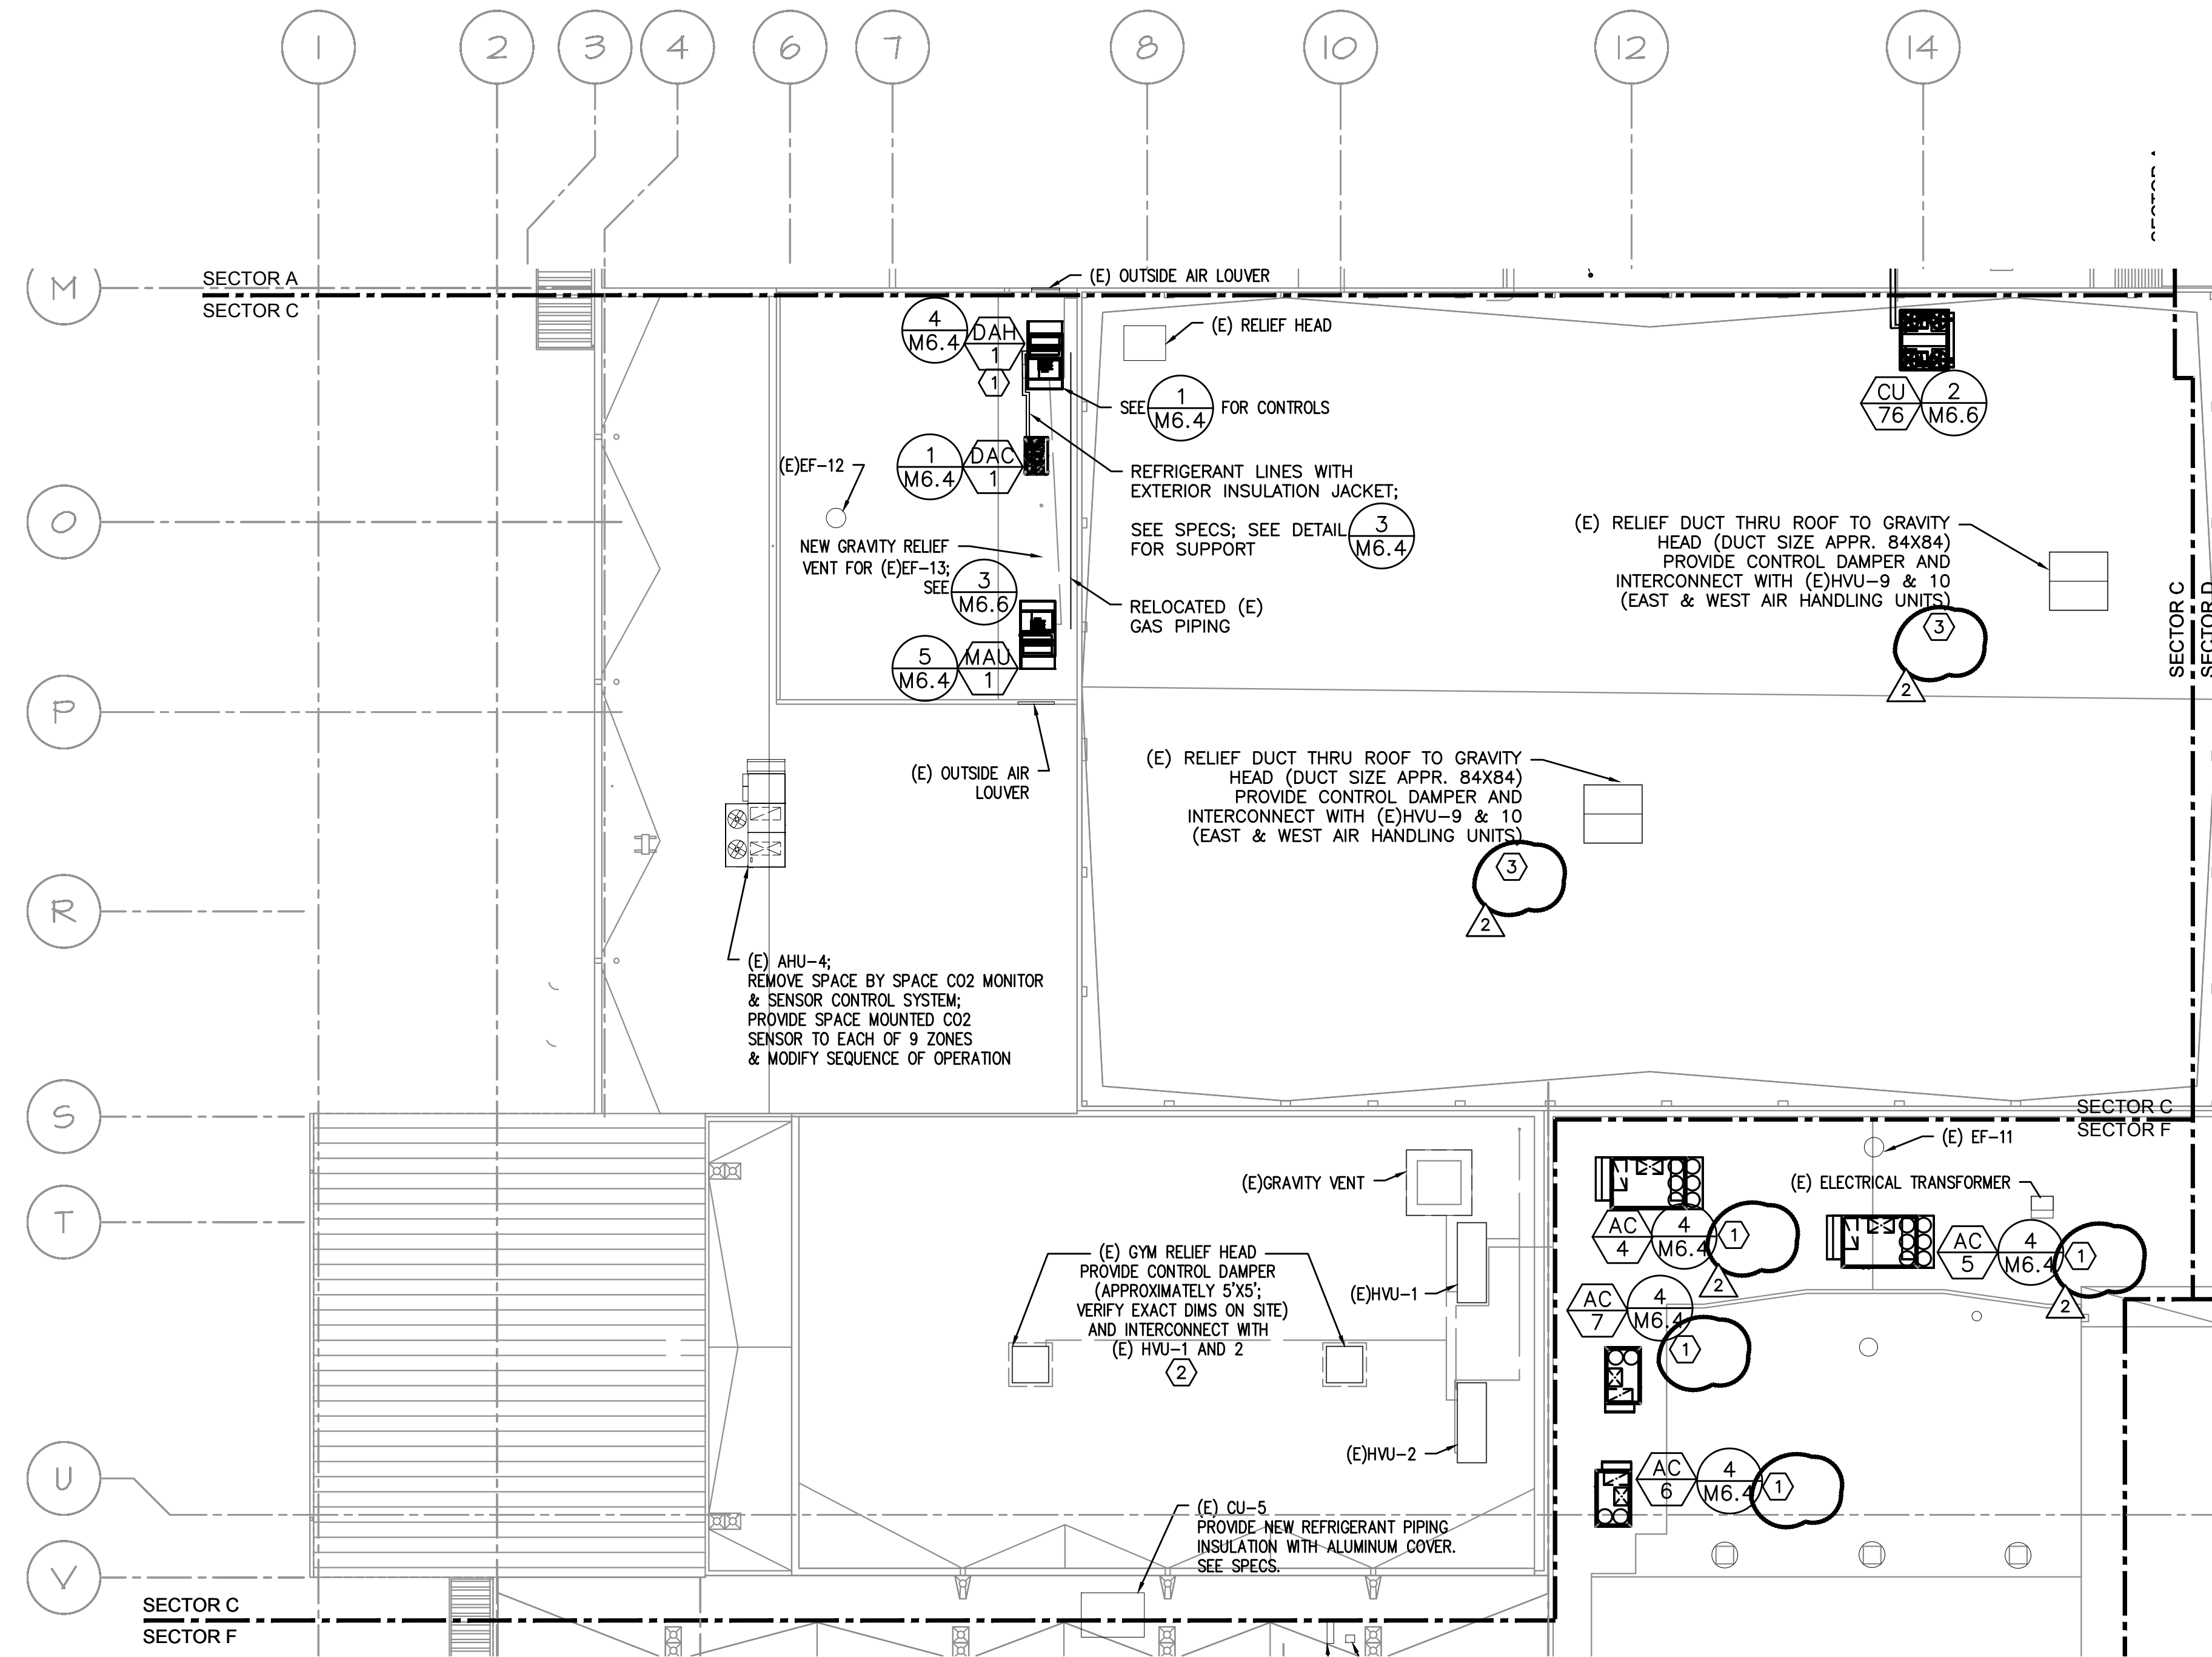 1
2
3
4
6
7
8
10
12
14
M
O
P
R
S
T
U
V
SECTOR A
SECTOR C
(E) OUTSIDE AIR LOUVER
4
M6.4
DAH
1
1
(E) RELIEF HEAD
SEE 1 FOR CONTROLS
M6.4
CU
76
2
M6.6
(E)EF-12
1
M6.4
DAC
1
REFRIGERANT LINES WITH
EXTERIOR INSULATION JACKET;
SEE SPECS; SEE DETAIL
FOR SUPPORT
3
M6.4
NEW GRAVITY RELIEF
VENT FOR (E)EF-13;
SEE
3
M6.6
RELOCATED (E)
GAS PIPING
5
M6.4
MAU
1
(E) OUTSIDE AIR
LOUVER
(E) RELIEF DUCT THRU ROOF TO GRAVITY
HEAD (DUCT SIZE APPR. 84X84)
PROVIDE CONTROL DAMPER AND
INTERCONNECT WITH (E)HVU-9 & 10
(EAST & WEST AIR HANDLING UNITS)
3
2
SECTOR C
SECTOR D
(E) RELIEF DUCT THRU ROOF TO GRAVITY
HEAD (DUCT SIZE APPR. 84X84)
PROVIDE CONTROL DAMPER AND
INTERCONNECT WITH (E)HVU-9 & 10
(EAST & WEST AIR HANDLING UNITS)
3
2
(E) AHU-4;
REMOVE SPACE BY SPACE CO2 MONITOR
& SENSOR CONTROL SYSTEM;
PROVIDE SPACE MOUNTED CO2
SENSOR TO EACH OF 9 ZONES
& MODIFY SEQUENCE OF OPERATION
SECTOR C
SECTOR F
(E) EF-11
(E)GRAVITY VENT
(E) ELECTRICAL TRANSFORMER
AC
4
4
M6.4
1
2
AC
5
4
M6.4
1
2
(E) GYM RELIEF HEAD
PROVIDE CONTROL DAMPER
(APPROXIMATELY 5'X5';
VERIFY EXACT DIMS ON SITE)
AND INTERCONNECT WITH
(E) HVU-1 AND 2
2
(E)HVU-1
AC
7
4
M6.4
1
(E)HVU-2
AC
6
4
M6.4
1
(E) CU-5
PROVIDE NEW REFRIGERANT PIPING
INSULATION WITH ALUMINUM COVER.
SEE SPECS.
SECTOR C
SECTOR F